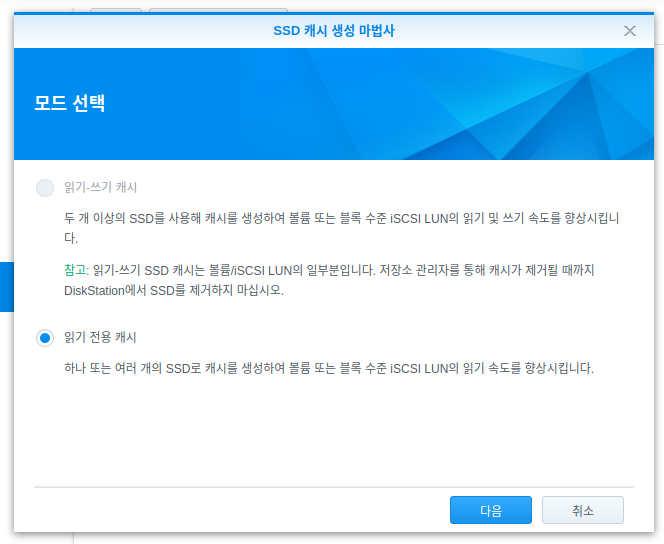 SSD 캐시 생성 마법사
모드 선택
읽기-쓰기 캐시
두 개 이상의 SSD를 사용해 캐시를 생성하여 볼륨 또는 블록 수준 iSCSI LUN의 읽기 및 쓰기 속도를 향상시킵니
다.
참고: 읽기-쓰기 SSD 캐시는 볼륨/iSCSI LUN의 일부분입니다. 저장소 관리자를 통해 캐시가 제거될 때까지
DiskStation에서 SSD를 제거하지 마십시오.
읽기 전용 캐시
하나 또는 여러 개의 SSD로 캐시를 생성하여 볼륨 또는 블록 수준 iSCSI LUN의 읽기 속도를 향상시킵니다.
다음
취소